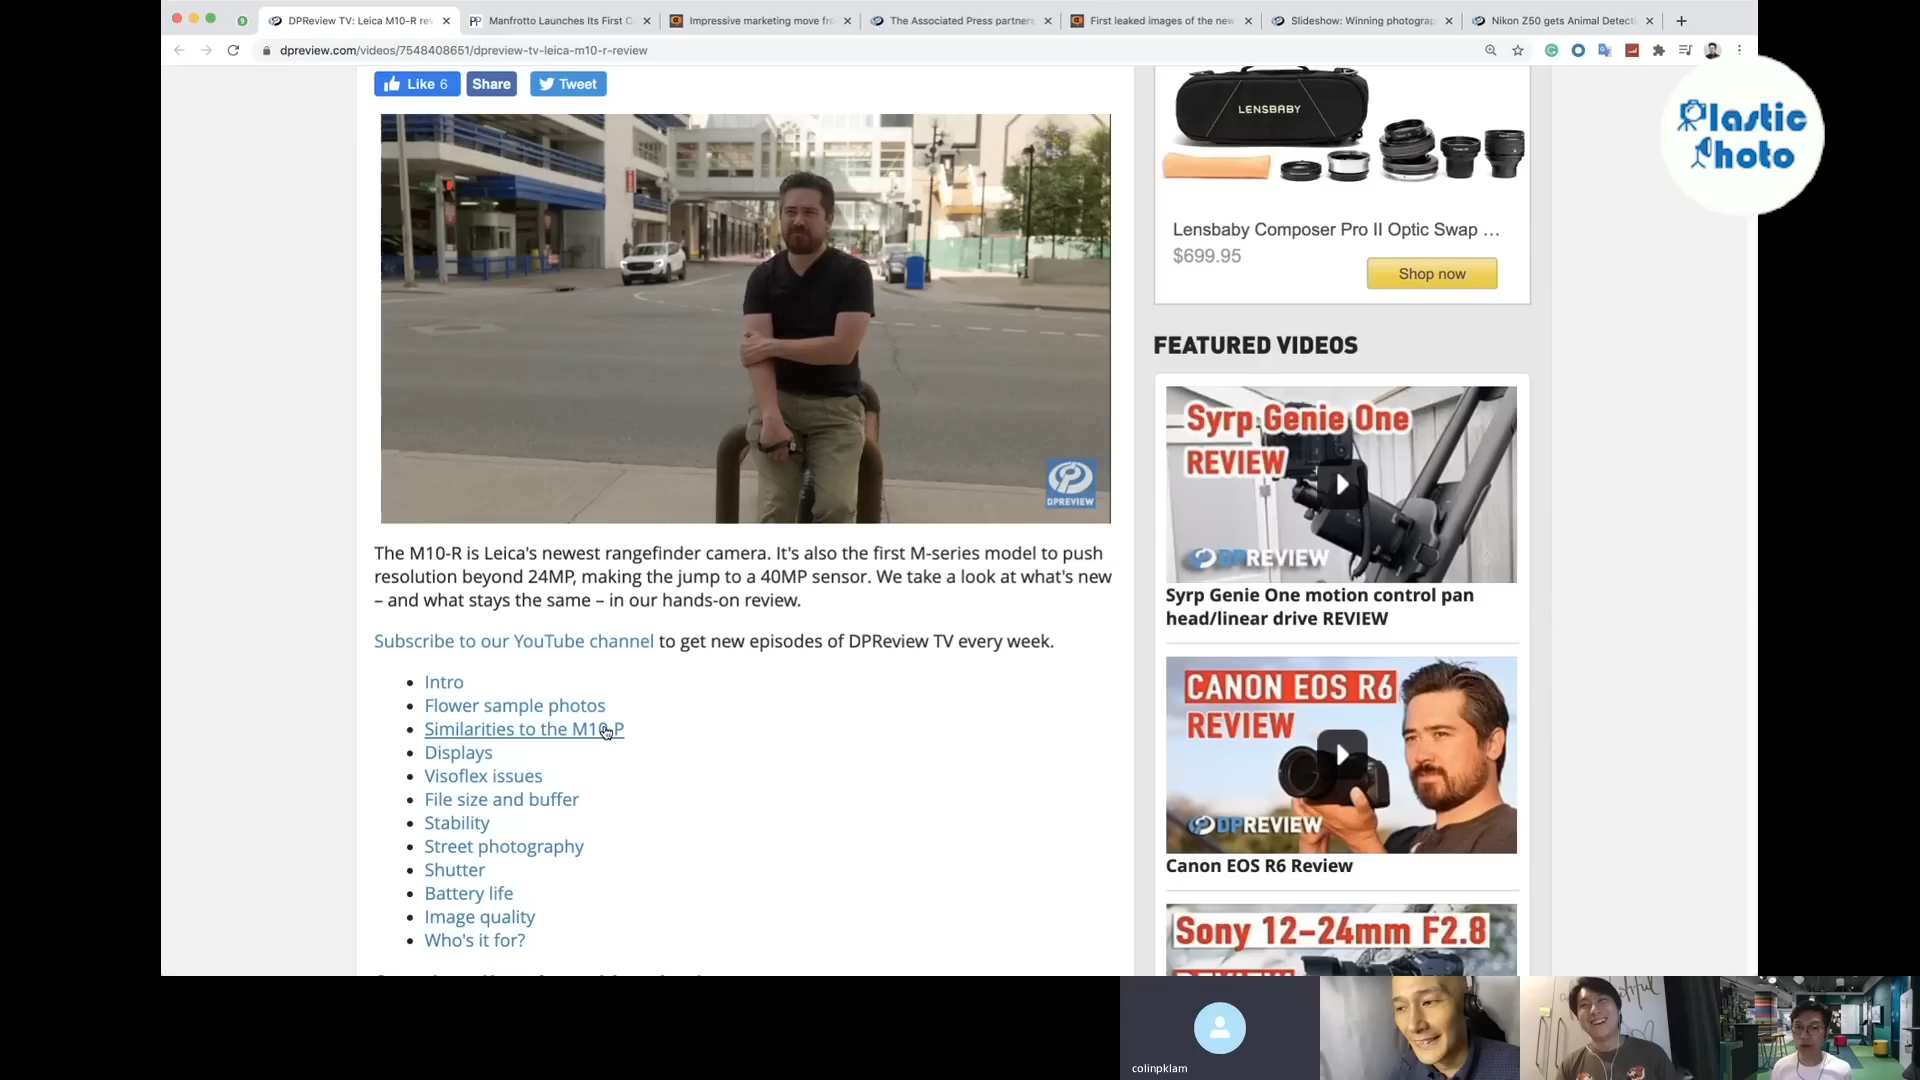 DPReview TV: Leica M10-R rev
Manfrotto Launches Its First C
Impressive marketing move fro
The Associated Press partners
First leaked images of the new
Slideshow: Winning photograp
Nikon Z50 gets Animal Detecti
dpreview.com/videos/7548408651/dpreview-tv-leica-m10-r-review
Like 6
Share
Tweet
DPREVIEW
The M10-R is Leica's newest rangefinder camera. It's also the first M-series model to push
resolution beyond 24MP, making the jump to a 40MP sensor. We take a look at what's new
– and what stays the same – in our hands-on review.
Subscribe to our YouTube channel to get new episodes of DPReview TV every week.
• Intro
• Flower sample photos
• Similarities to the M10-P
• Displays
• Visoflex issues
• File size and buffer
• Stability
• Street photography
• Shutter
• Battery life
• Image quality
• Who's it for?
LENSBABY
Lensbaby Composer Pro II Optic Swap ...
$699.95
Shop now
FEATURED VIDEOS
Syrp Genie One
REVIEW
DPREVIEW
Syrp Genie One motion control pan
head/linear drive REVIEW
CANON EOS R6
REVIEW
DPREVIEW
Canon EOS R6 Review
Sony 12-24mm F2.8
REVIEW
Plastic
Photo
colinpklam